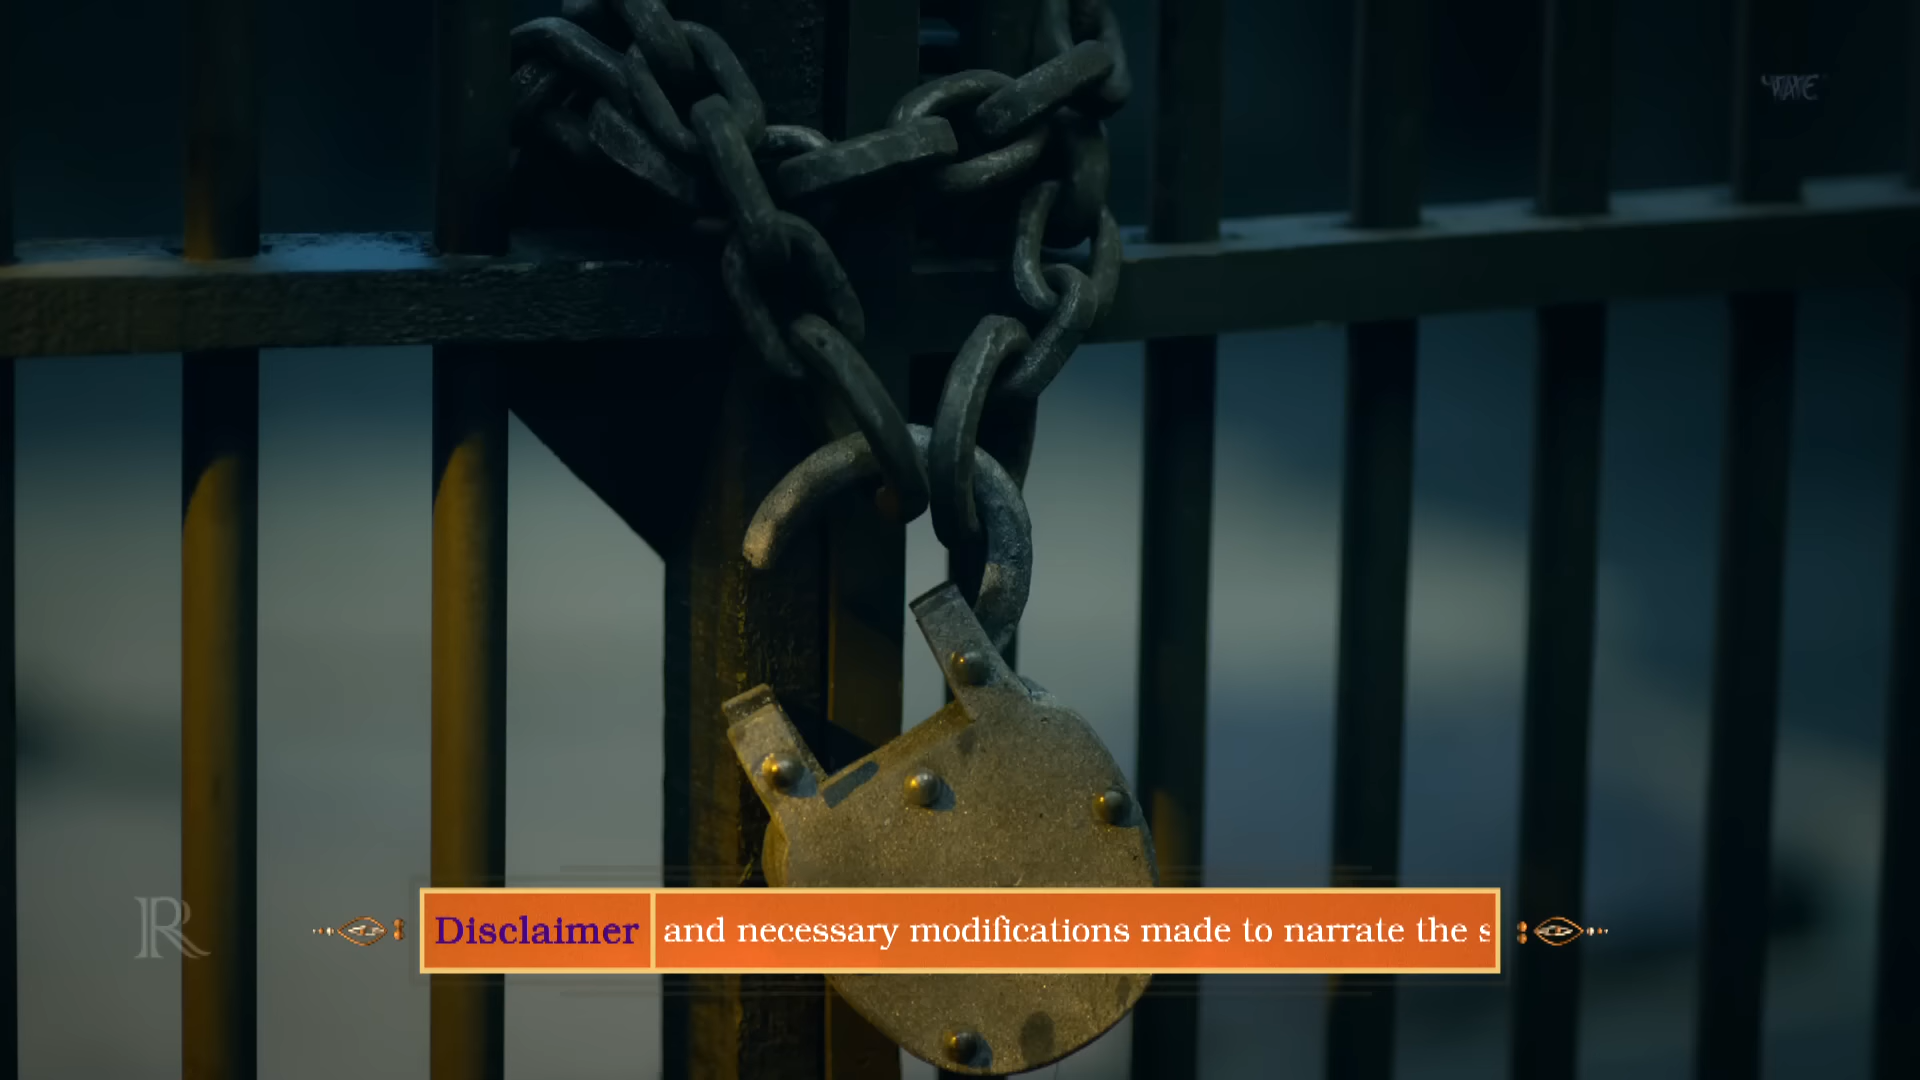 R
Disclaimer and necessary modifications made to narrate the s